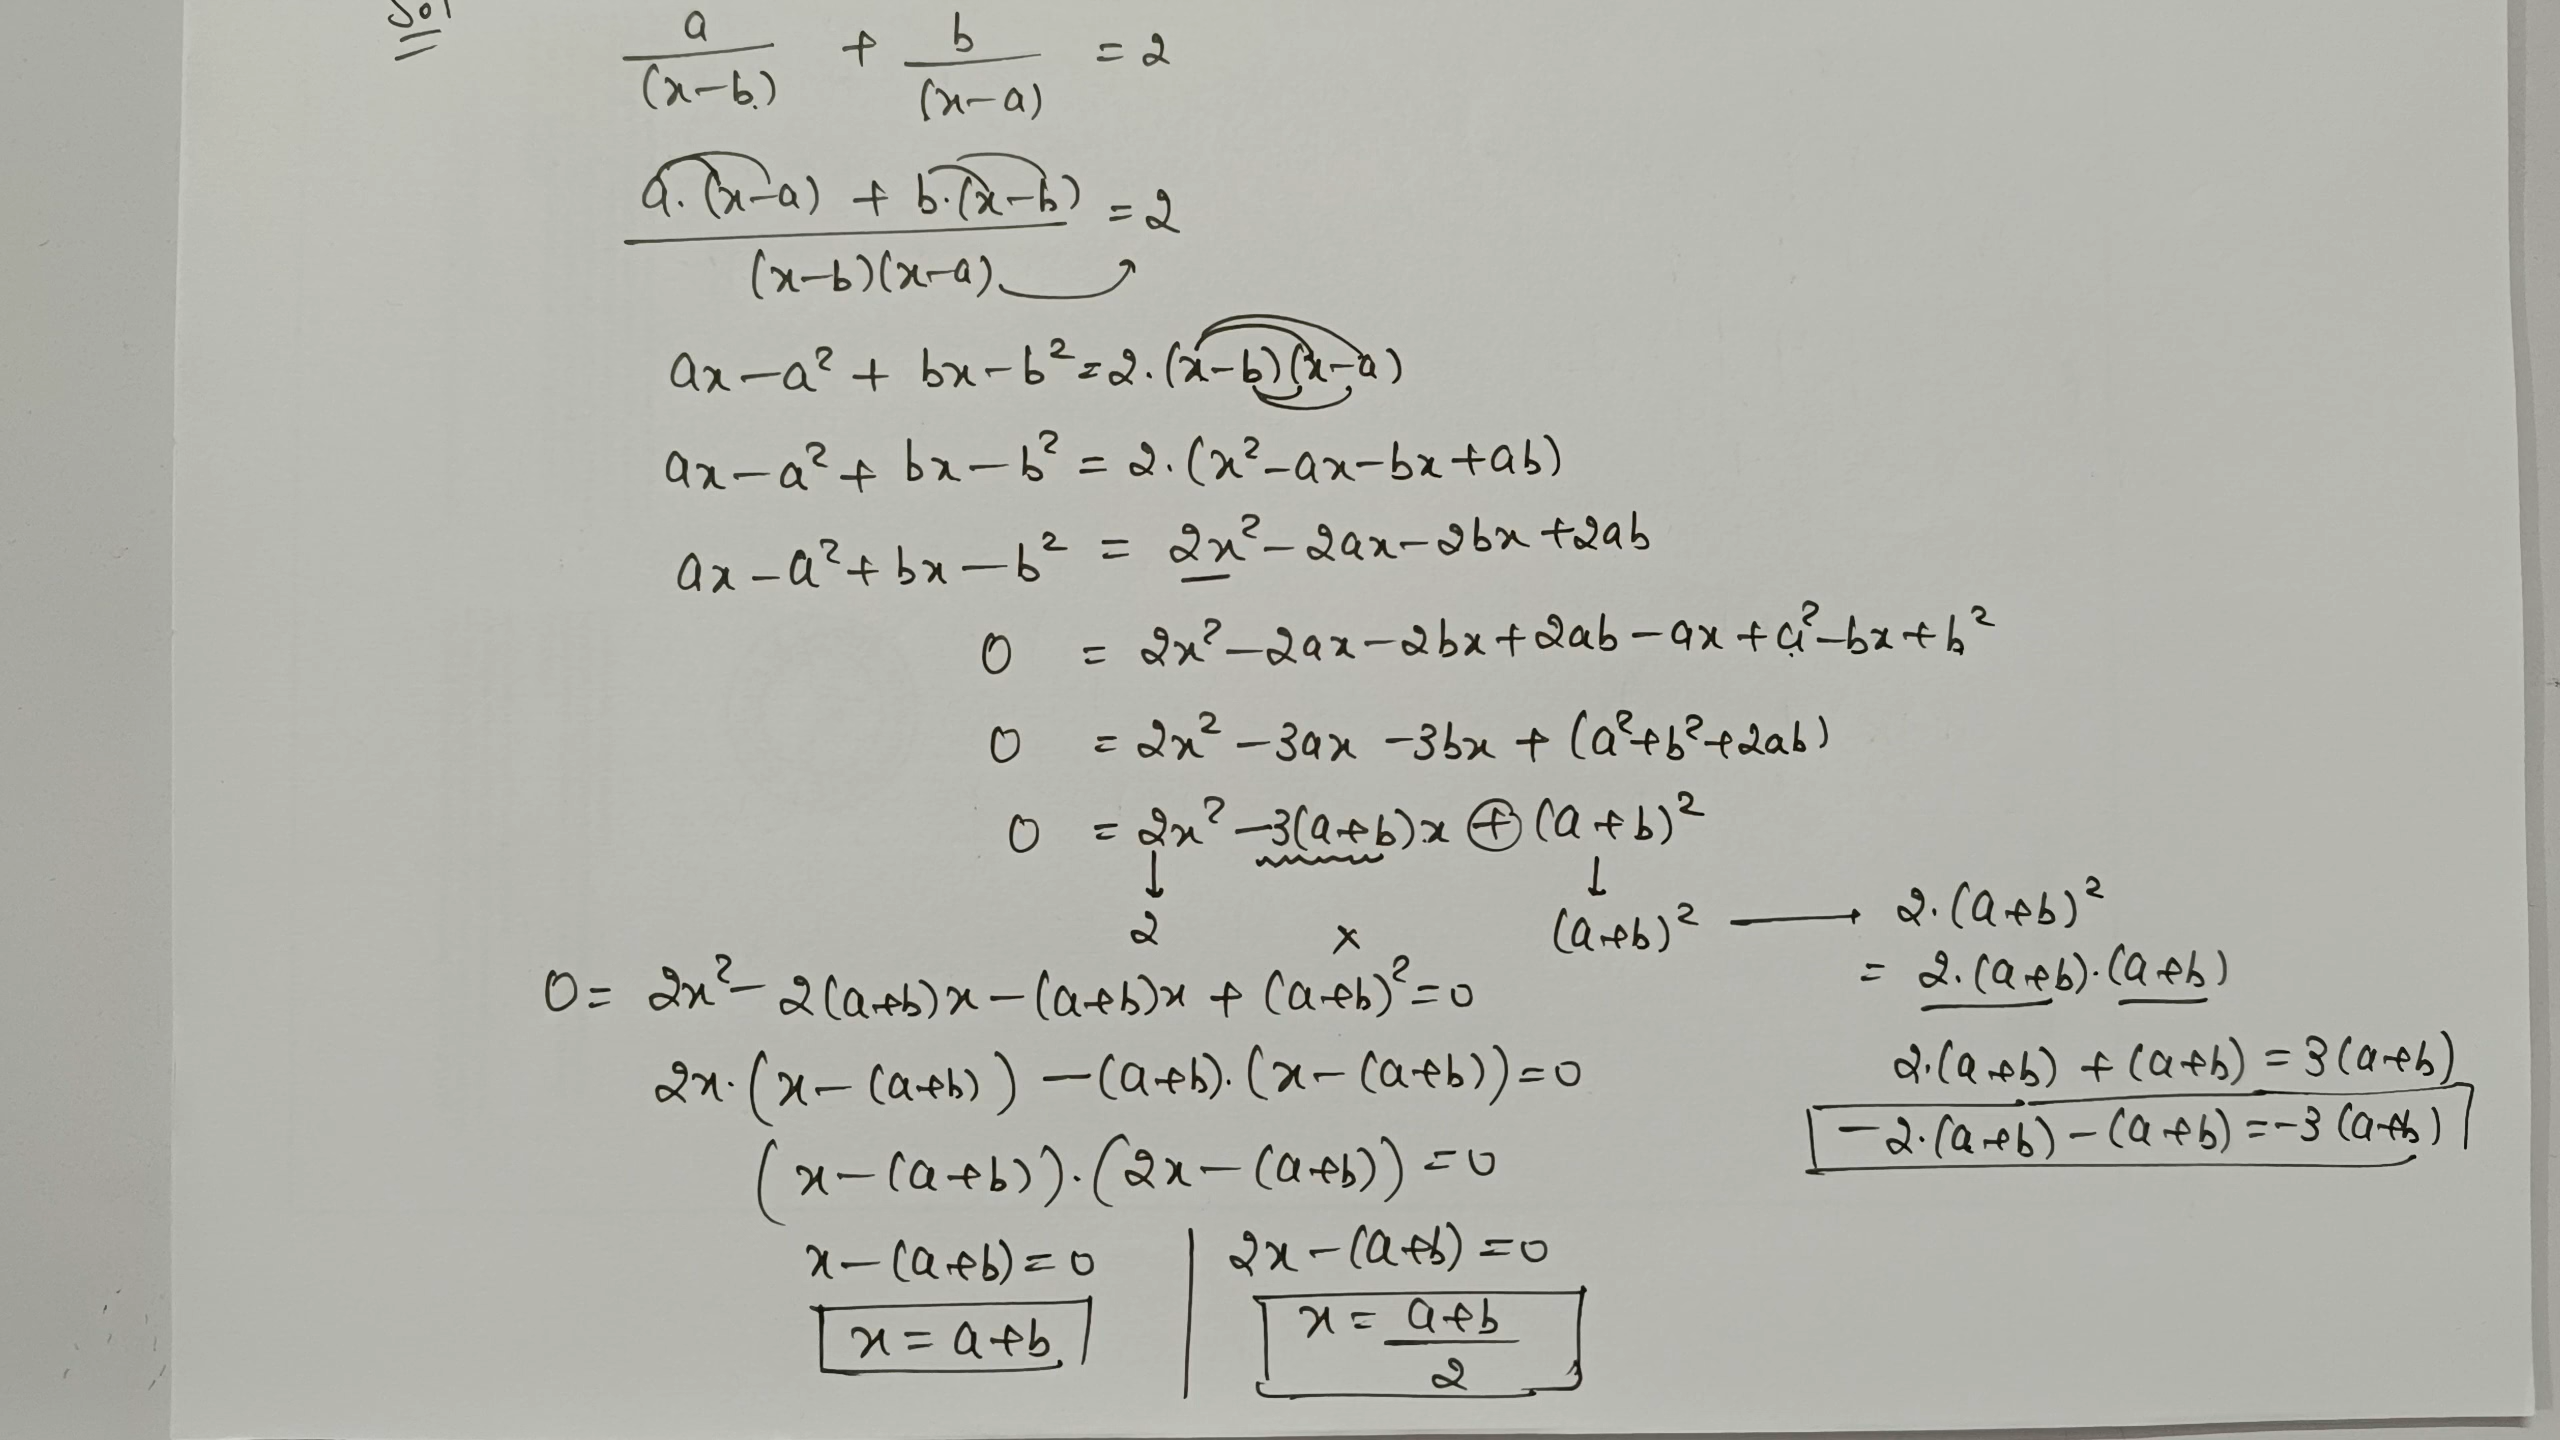 Sol
a/(x-b) + b/(x-a) = 2
a.(x-a) + b.(x-b)/(x-b)(x-a) = 2
ax-a²+ bx-b²=2.(x-b)(x-a)
ax-a²+ bx-b² = 2.(x²-ax-bx+ab)
ax-a²+bx-b² = 2x²-2ax-2bx+2ab
0 = 2x²-2ax-2bx+2ab-ax+a²-bx+b²
0 = 2x²-3ax-3bx+(a²+b²+2ab)
0 = 2x²-3(a+b)x+(a+b)²
↓ ↓
2 x (a+b)² → 2.(a+b)²
= 2.(a+b).(a+b)
0= 2x²-2(a+b)x-(a+b)x+(a+b)²=0
2.(a+b)+(a+b)=3(a+b)
2x.(x-(a+b))-(a+b).(x-(a+b))=0
-2.(a+b)-(a+b)=-3(a+b)
(x-(a+b)).(2x-(a+b))=0
x-(a+b)=0 | 2x-(a+b)=0
x=a+b | x=a+b/2